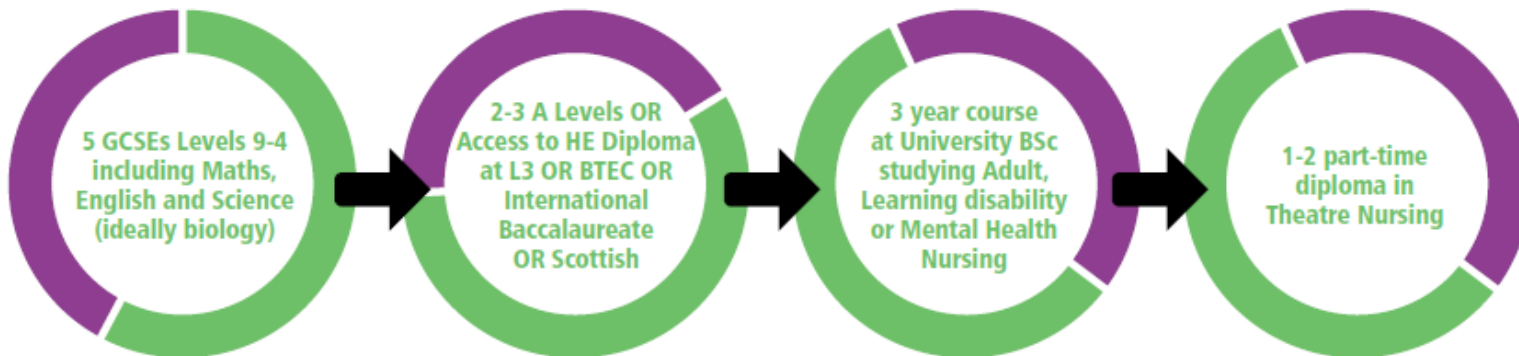 5 GCSEs Levels 9-4
including Maths,
English and Science
(ideally biology)
2-3 A Levels OR
Access to HE Diploma
at L3 OR BTEC OR
International
Baccalaureate
OR Scottish
3 year course
at University BSc
studying Adult,
Learning disability
or Mental Health
Nursing
1-2 part-time
diploma in
Theatre Nursing